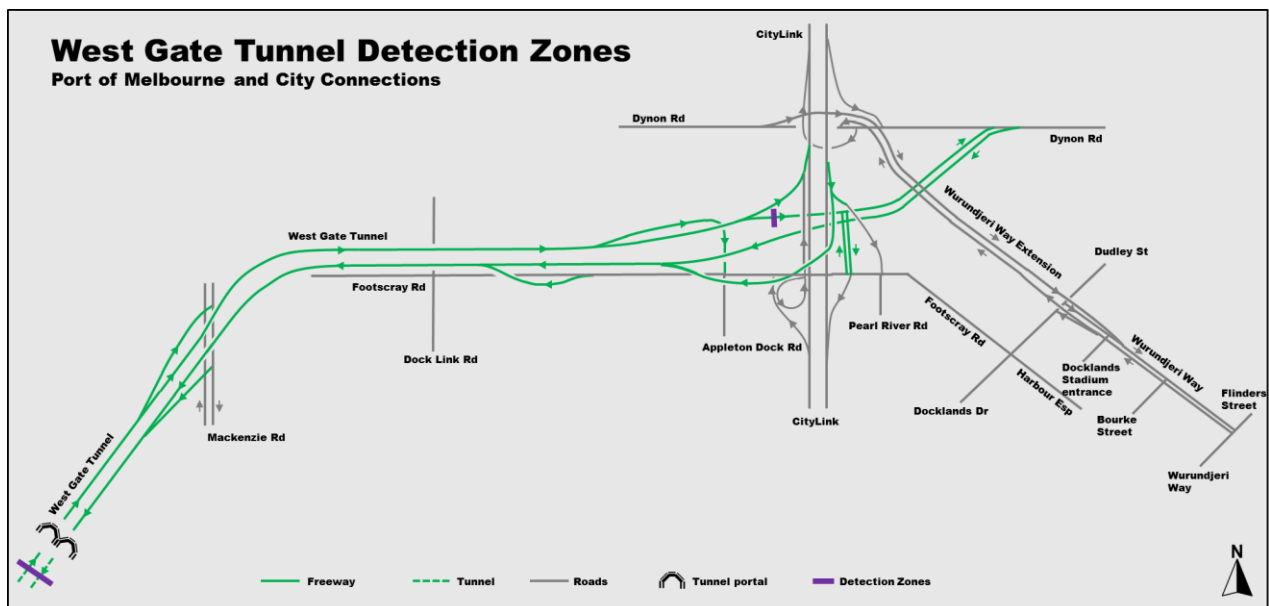 West Gate Tunnel Detection Zones
Port of Melbourne and City Connections
CityLink
Dynon Rd
Dynon Rd
West Gate Tunnel
Wurundjeri Way Extension
Dudley St
Footscray Rd
Footscray Rd
Pearl River Rd
Dock Link Rd
Appleton Dock Rd
Wurundjeri Way
Docklands
Stadium
entrance
Harbour Esp
Flinders
Street
Docklands Dr
CityLink
Bourke
Street
Mackenzie Rd
West Gate Tunnel
Wurundjeri
Way
N
Freeway
Tunnel
Roads
Tunnel portal
Detection Zones